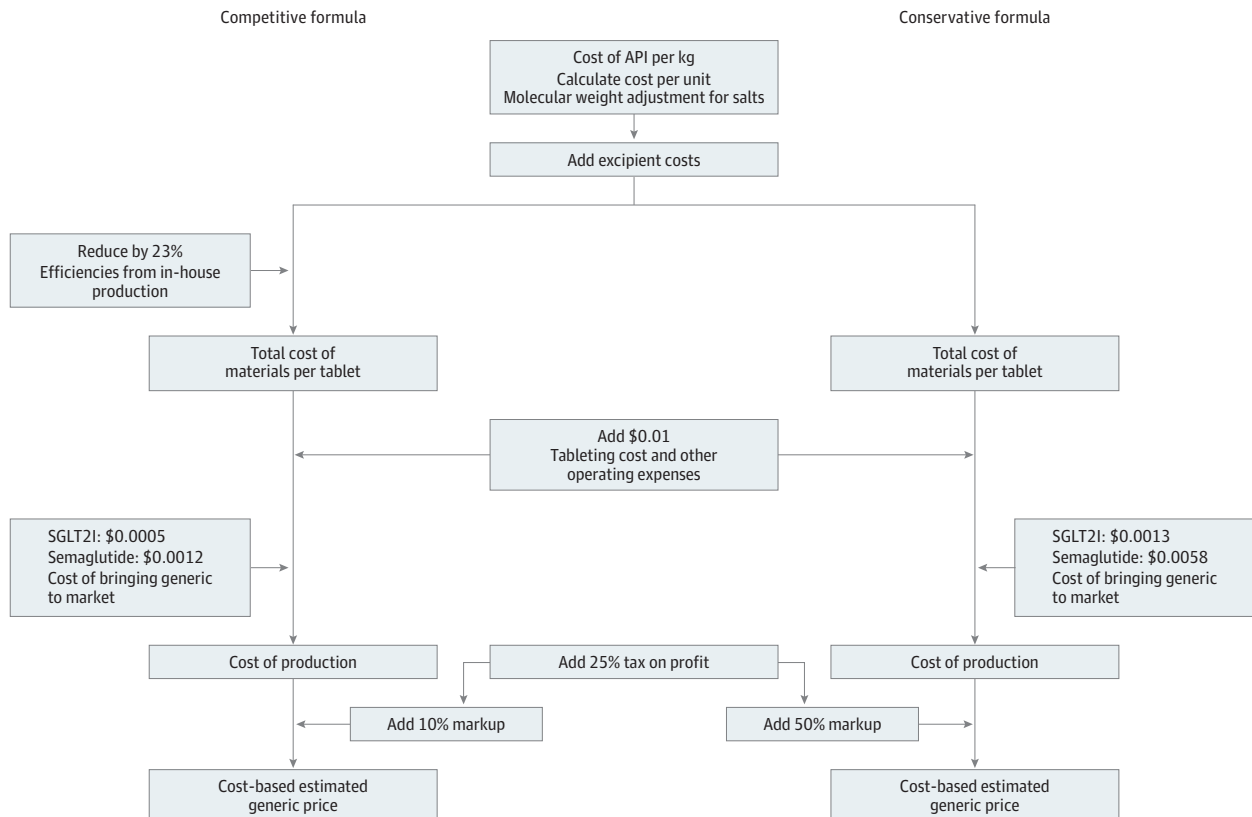 Competitive formula
Conservative formula
Cost of API per kg
Calculate cost per unit
Molecular weight adjustment for salts
Add excipient costs
Reduce by 23%
Efficiencies from in-house
production
Total cost of
materials per tablet
Total cost of
materials per tablet
Add $0.01
Tableting cost and other
operating expenses
SGLT2I: $0.0005
Semaglutide: $0.0012
Cost of bringing generic
to market
SGLT2I: $0.0013
Semaglutide: $0.0058
Cost of bringing generic
to market
Cost of production
Add 25% tax on profit
Cost of production
Add 10% markup
Add 50% markup
Cost-based estimated
generic price
Cost-based estimated
generic price